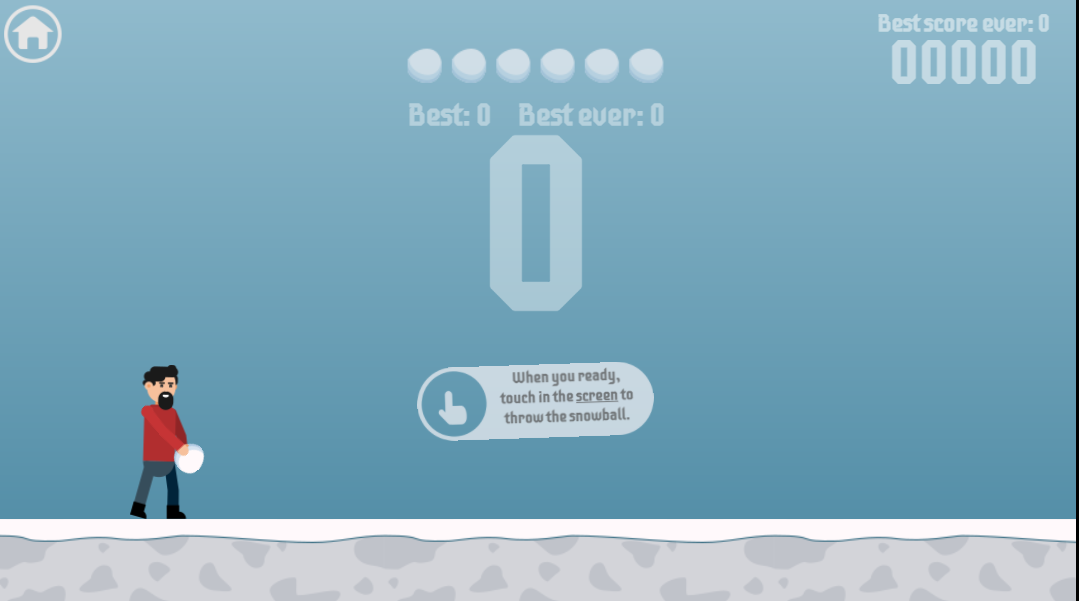 Best score ever: 0
00000
Best: 0 Best ever: 0
0
When you ready,
touch in the screen to
throw the snowball.